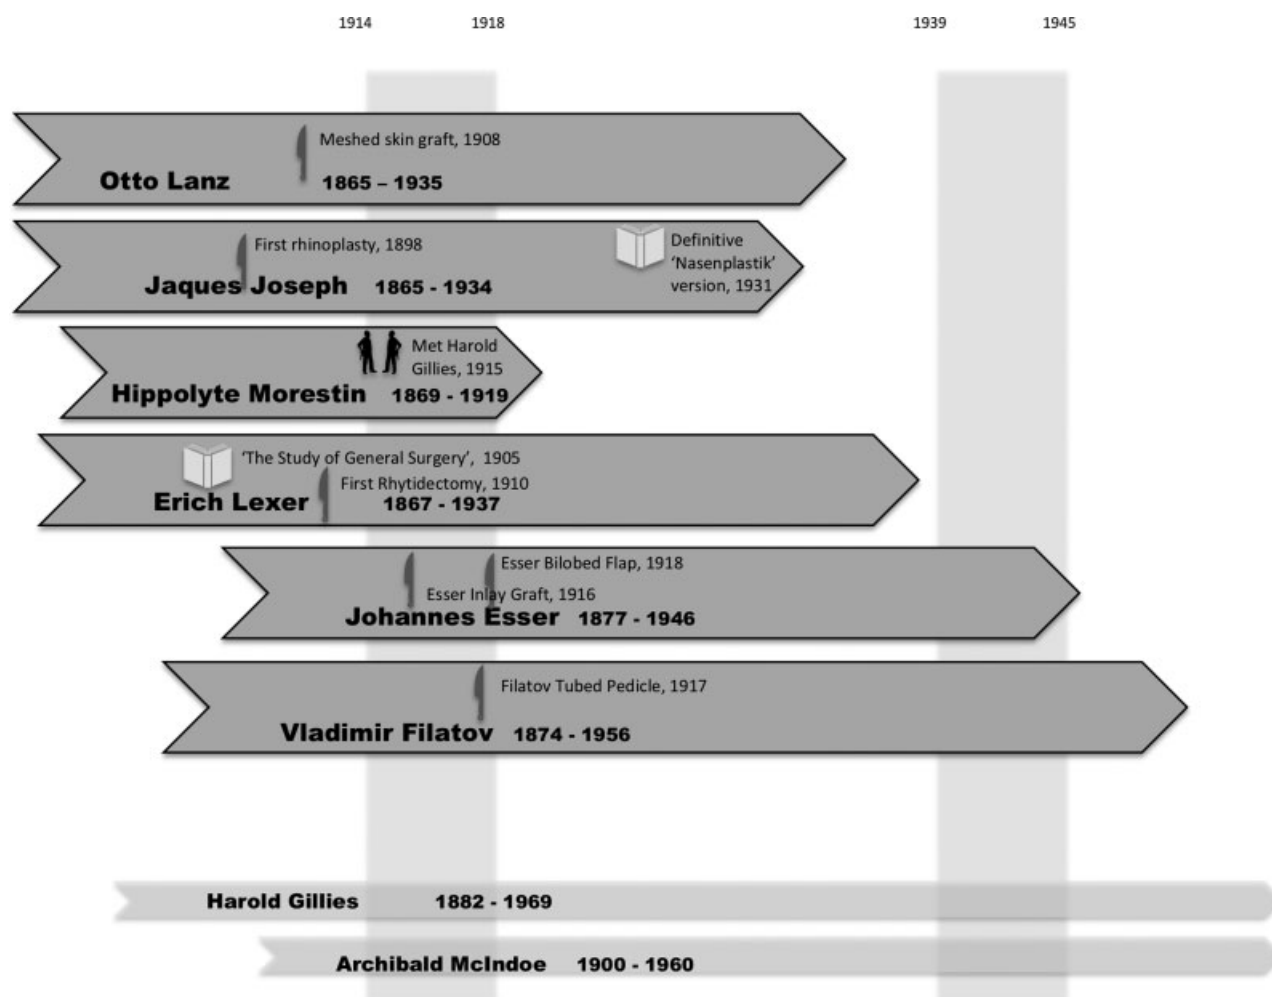 1914 1918 1939 1945
Meshed skin graft, 1908
Otto Lanz 1865 – 1935
First rhinoplasty, 1898
Definitive
‘Nasenplastik’
version, 1931
Jaques Joseph 1865 - 1934
Met Harold
Gillies, 1915
Hippolyte Morestin 1869 - 1919
‘The Study of General Surgery’, 1905
First Rhytidectomy, 1910
Erich Lexer 1867 - 1937
Esser Bilobed Flap, 1918
Esser Inlay Graft, 1916
Johannes Esser 1877 - 1946
Filatov Tubed Pedicle, 1917
Vladimir Filatov 1874 - 1956
Harold Gillies 1882 - 1969
Archibald McIndoe 1900 - 1960